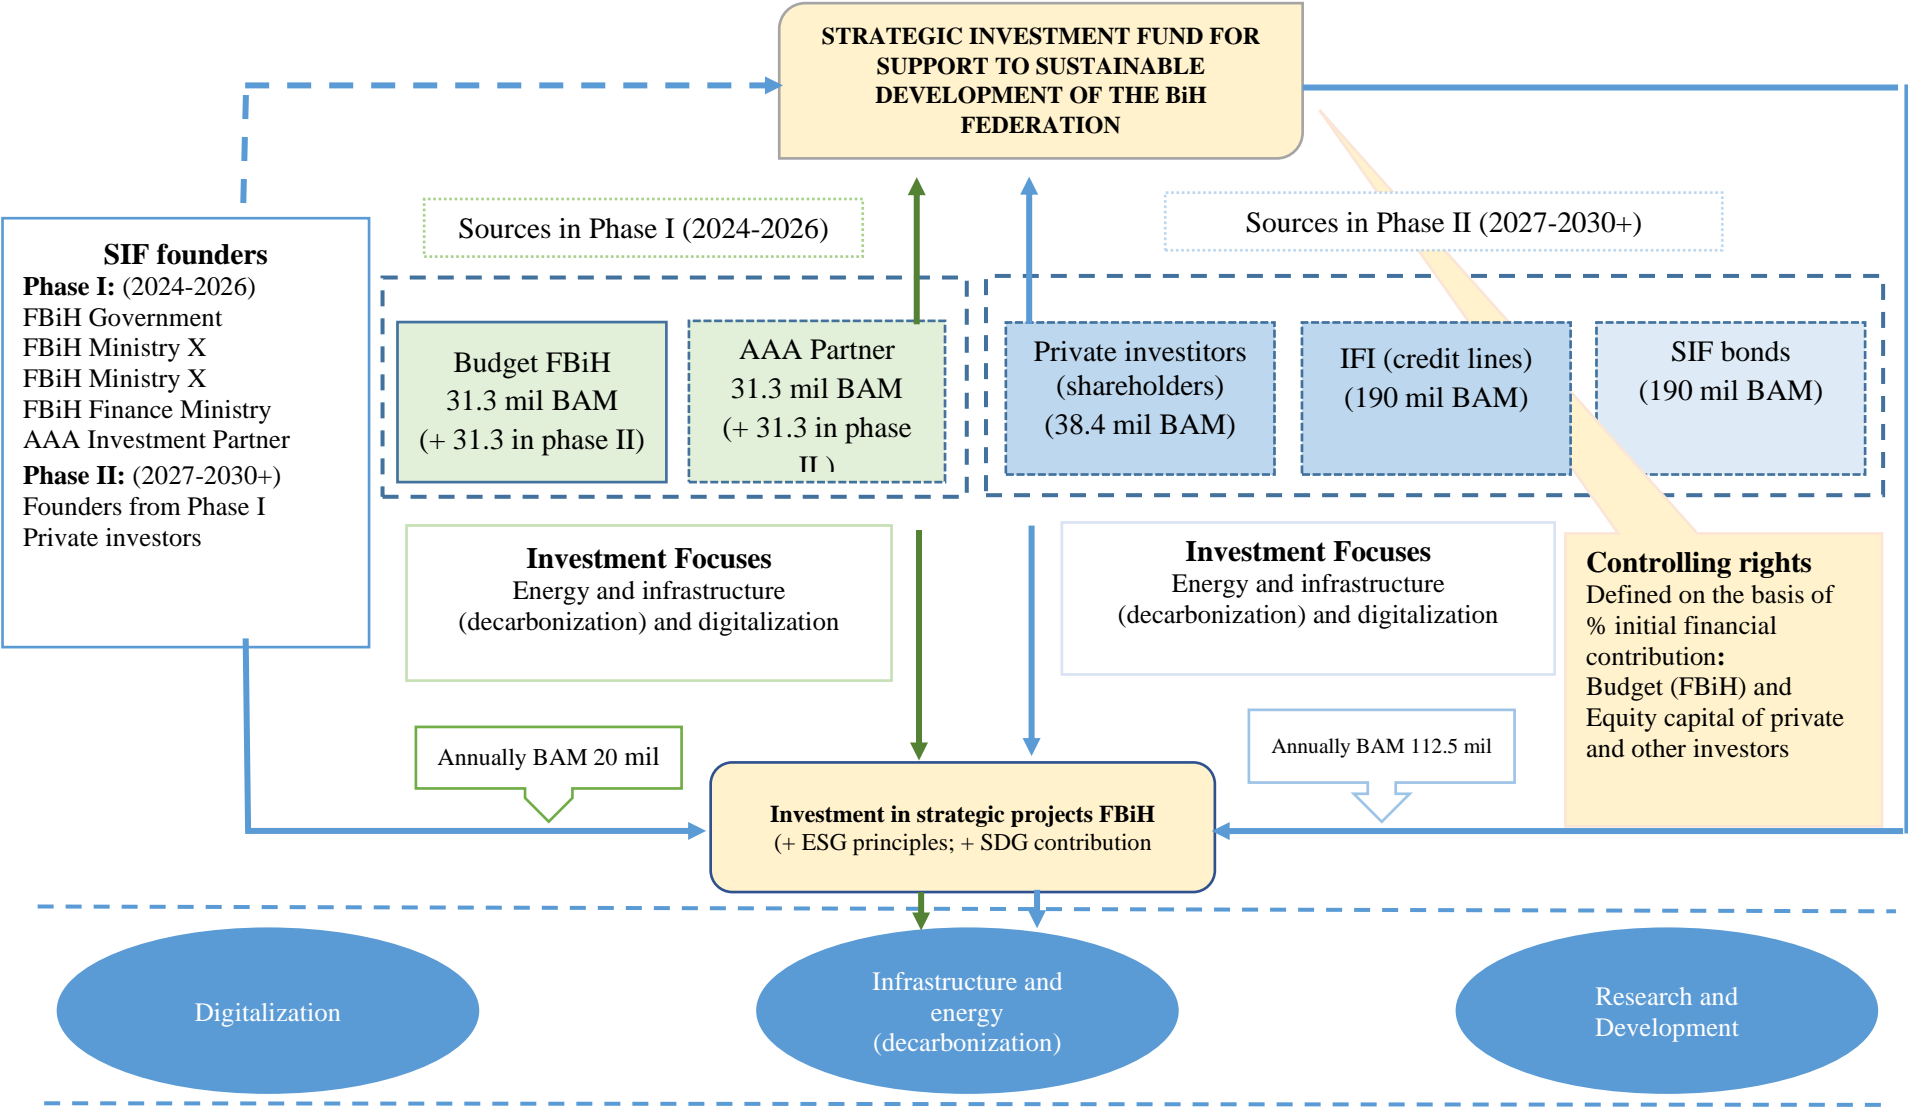 STRATEGIC INVESTMENT FUND FOR
SUPPORT TO SUSTAINABLE
DEVELOPMENT OF THE BiH
FEDERATION
Sources in Phase I (2024-2026)
Sources in Phase II (2027-2030+)
SIF founders
Phase I: (2024-2026)
FBiH Government
FBiH Ministry X
FBiH Ministry X
FBiH Finance Ministry
AAA Investment Partner
Phase II: (2027-2030+)
Founders from Phase I
Private investors
Budget FBiH
31.3 mil BAM
(+ 31.3 in phase II)
AAA Partner
31.3 mil BAM
(+ 31.3 in phase
II )
Private investitors
(shareholders)
(38.4 mil BAM)
IFI (credit lines)
(190 mil BAM)
SIF bonds
(190 mil BAM)
Investment Focuses
Energy and infrastructure
(decarbonization) and digitalization
Investment Focuses
Energy and infrastructure
(decarbonization) and digitalization
Controlling rights
Defined on the basis of
% initial financial
contribution:
Budget (FBiH) and
Equity capital of private
and other investors
Annually BAM 20 mil
Annually BAM 112.5 mil
Investment in strategic projects FBiH
(+ ESG principles; + SDG contribution
Digitalization
Infrastructure and
energy
(decarbonization)
Research and
Development